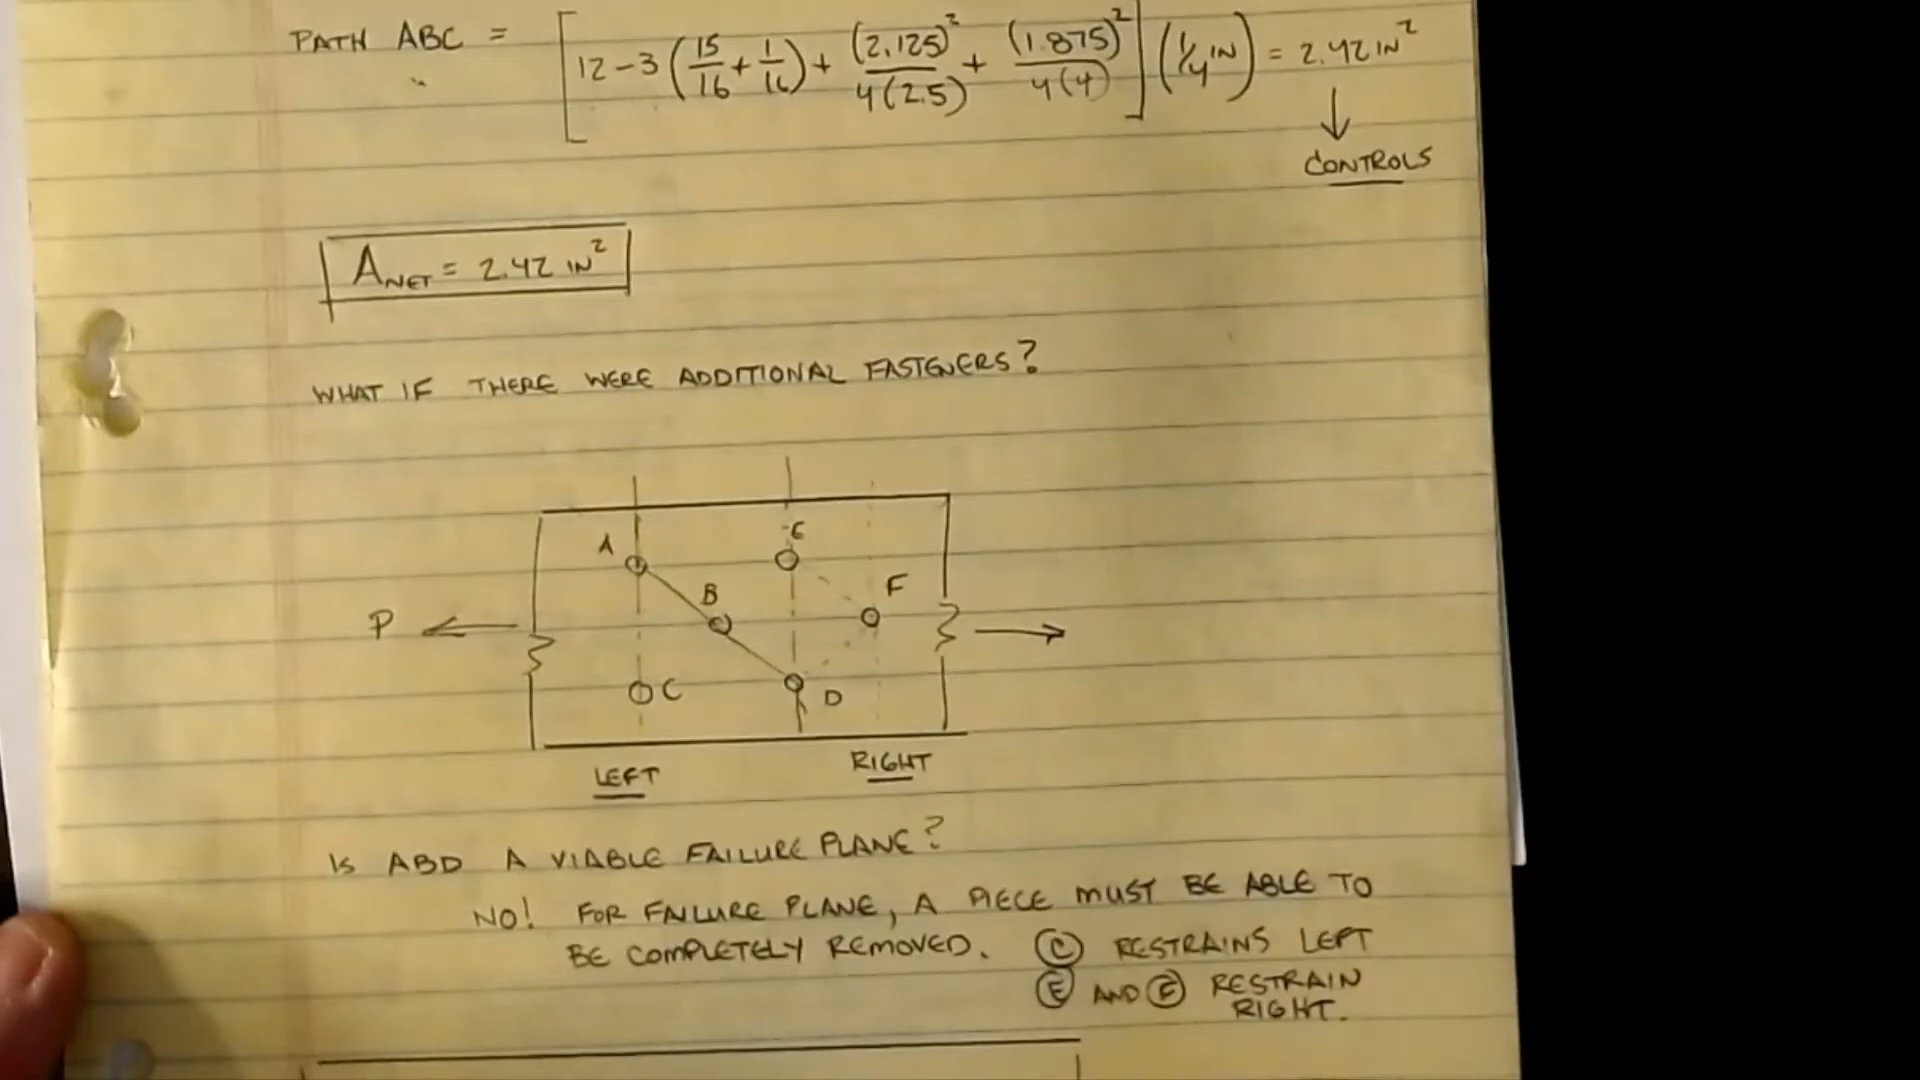 PATH ABC = [12 - 3 (15/16 + 1/16) + (2.125)²/4(2.5) + (1.875)²/4(4)] (1/4 IN) = 2.42 IN²
CONTROLS
A_NET = 2.42 IN²
WHAT IF THERE WERE ADDITIONAL FASTENERS?
A
E
B
F
P
C
D
LEFT
RIGHT
IS ABD A VIABLE FAILURE PLANE?
NO! FOR FAILURE PLANE, A PIECE MUST BE ABLE TO
BE COMPLETELY REMOVED. (C) RESTRAINS LEFT
(E) AND (F) RESTRAIN
RIGHT.